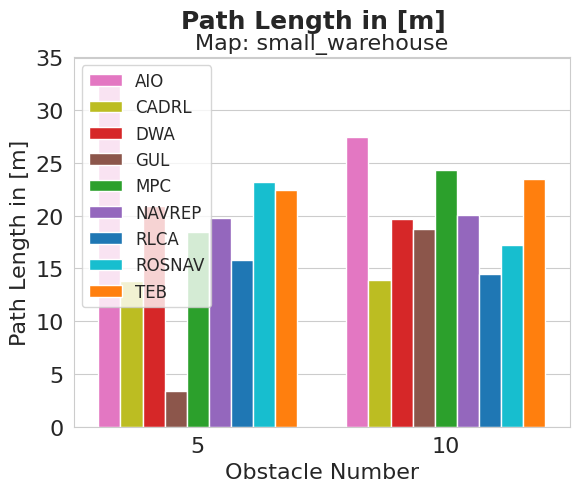 Path Length in [m]
Map: small_warehouse
35
30
25
20
15
10
5
0
Path Length in [m]
AIO
CADRL
DWA
GUL
MPC
NAVREP
RLCA
ROSNAV
TEB
5
10
Obstacle Number